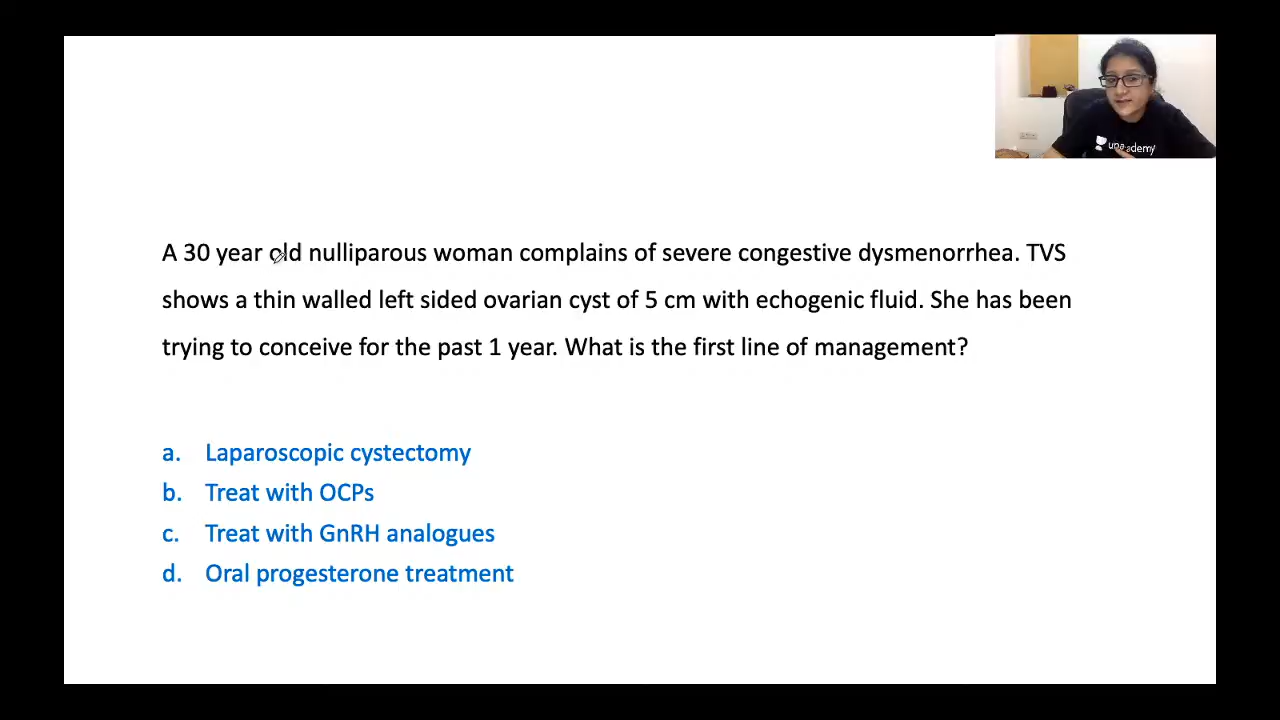 unacademy
A 30 year old nulliparous woman complains of severe congestive dysmenorrhea. TVS
shows a thin walled left sided ovarian cyst of 5 cm with echogenic fluid. She has been
trying to conceive for the past 1 year. What is the first line of management?
a. Laparoscopic cystectomy
b. Treat with OCPs
c. Treat with GnRH analogues
d. Oral progesterone treatment